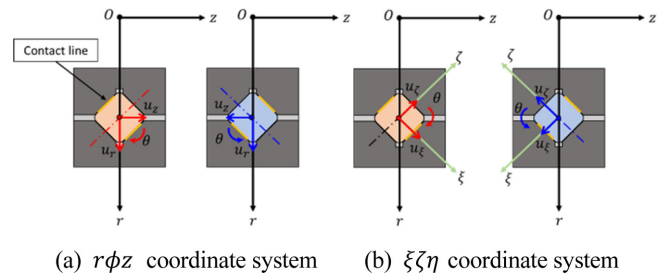 O z O z O z O z
Contact line
u_z u_r θ
u_z u_r θ
ζ u_ζ θ u_ξ ξ
ζ u_ζ θ u_ξ ξ
r r r r
(a) rϕz coordinate system (b) ξζη coordinate system